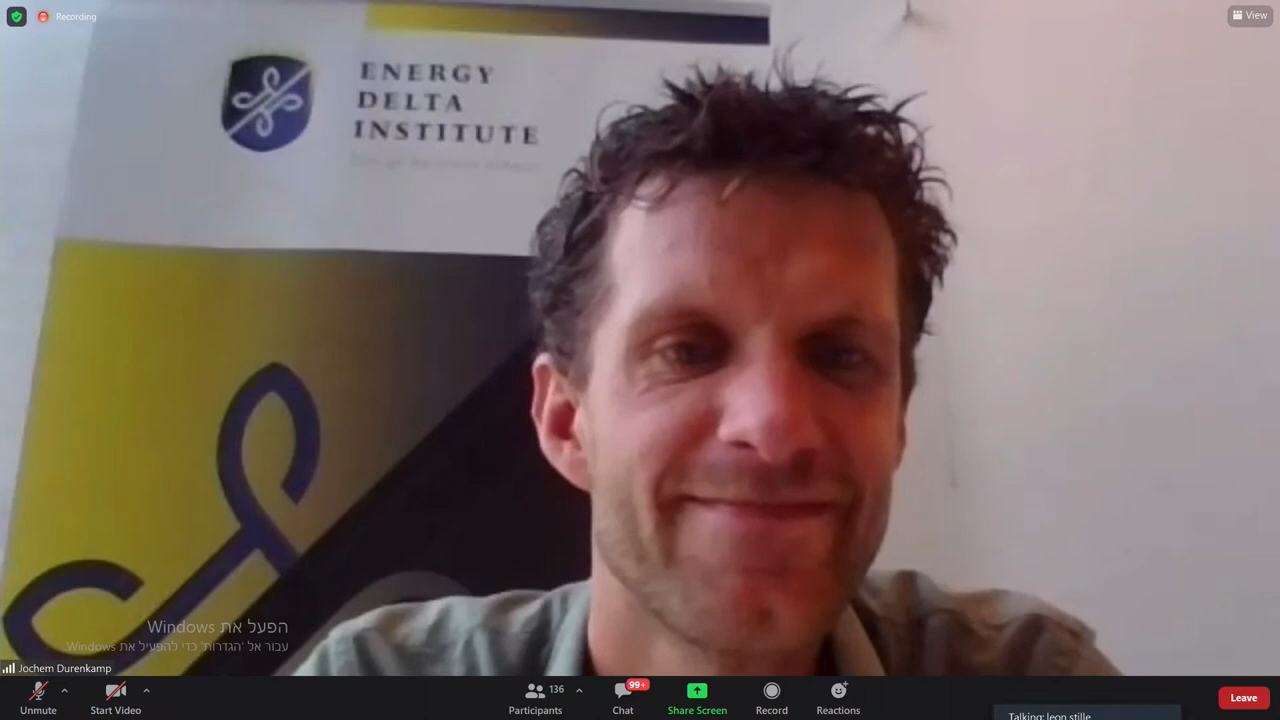 Recording
View
ENERGY
DELTA
INSTITUTE
הפעל את Windows
עבור אל 'הגדרות' כדי להפעיל את Windows.
Jochem Durenkamp
Unmute
Start Video
136
Participants
99+
Chat
Share Screen
Record
Reactions
Leave
Talking: leon stille